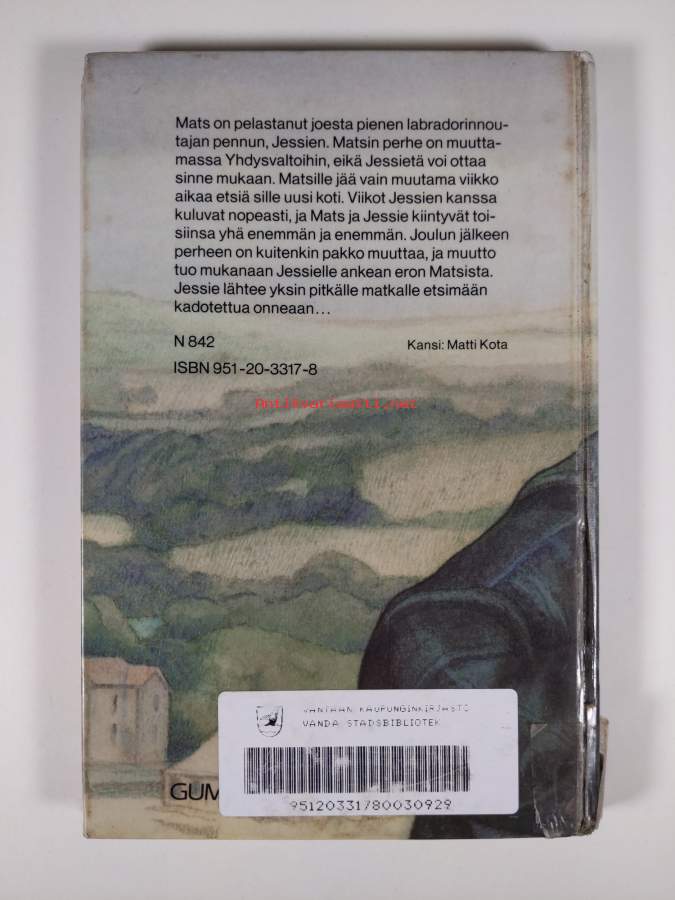 Mats on pelastanut joesta pienen labradorinnou-
tajan pennun, Jessien. Matsin perhe on muutta-
massa Yhdysvaltoihin, eikä Jessietä voi ottaa
sinne mukaan. Matsille jää vain muutama viikko
aikaa etsiä sille uusi koti. Viikot Jessien kanssa
kuluvat nopeasti, ja Mats ja Jessie kiintyvät toi-
siinsa yhä enemmän ja enemmän. Joulun jälkeen
perheen on kuitenkin pakko muuttaa, ja muutto
tuo mukanaan Jessielle ankean eron Matsista.
Jessie lähtee yksin pitkälle matkalle etsimään
kadotettua onneaan...
N 842 Kansi: Matti Kota
ISBN 951-20-3317-8
Antikvariaatti.net
VANTAAN KAUPUNGINKIRJASTO
VANDA STADSBIBLIOTEK
GUM
95120331780030929